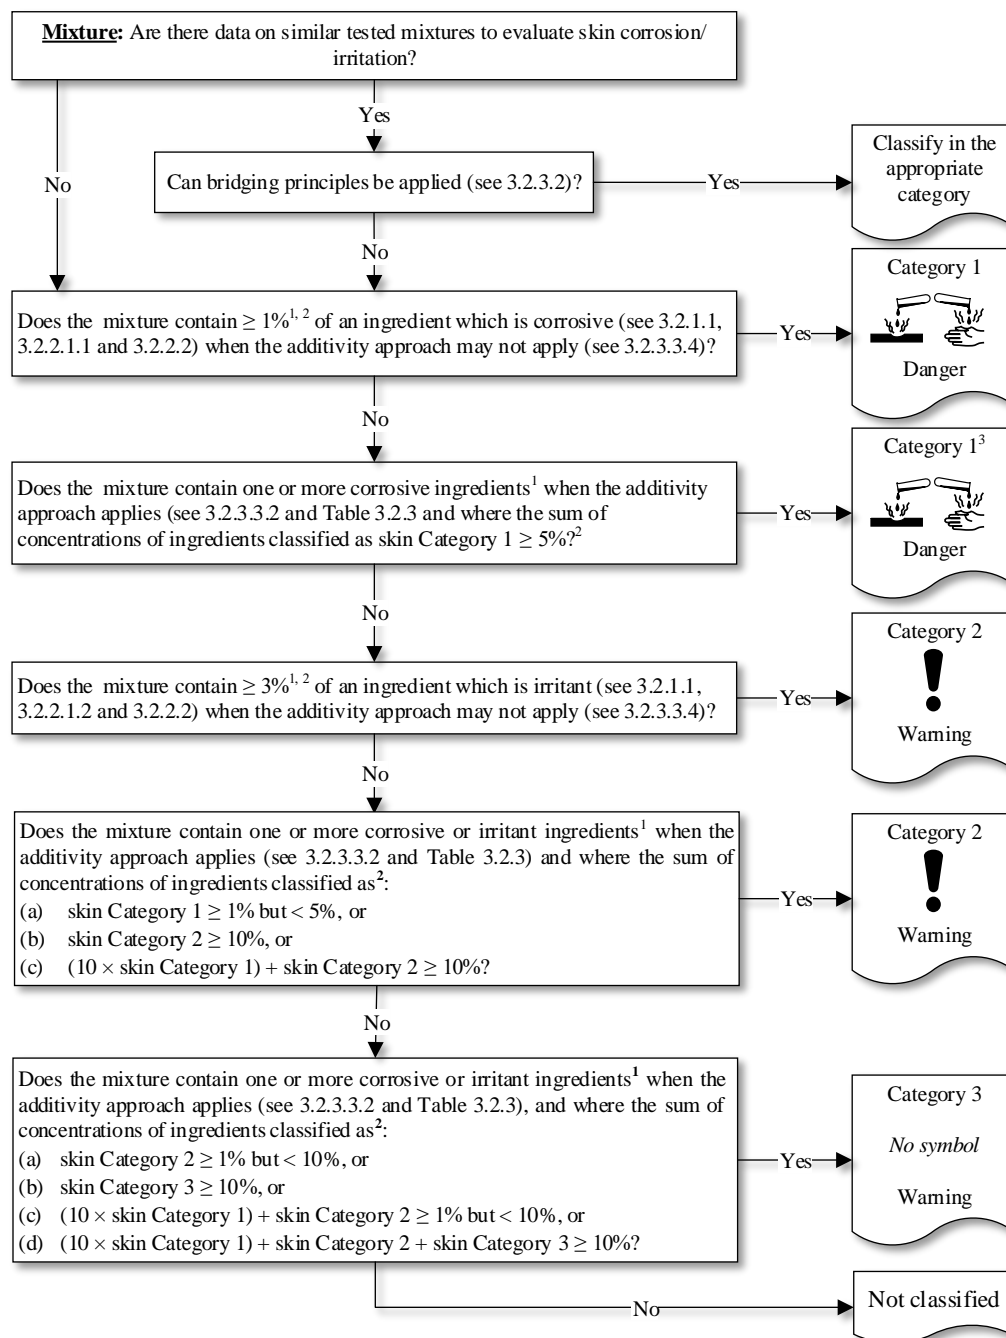 Mixture: Are there data on similar tested mixtures to evaluate skin corrosion/
irritation?
Yes
No
Can bridging principles be applied (see 3.2.3.2)?
Yes
Classify in the
appropriate
category
No
Does the mixture contain ≥ 1%1, 2 of an ingredient which is corrosive (see 3.2.1.1,
3.2.2.1.1 and 3.2.2.2) when the additivity approach may not apply (see 3.2.3.3.4)?
Yes
Category 1
Danger
No
Does the mixture contain one or more corrosive ingredients1 when the additivity
approach applies (see 3.2.3.3.2 and Table 3.2.3 and where the sum of
concentrations of ingredients classified as skin Category 1 ≥ 5%?2
Yes
Category 13
Danger
No
Does the mixture contain ≥ 3%1, 2 of an ingredient which is irritant (see 3.2.1.1,
3.2.2.1.2 and 3.2.2.2) when the additivity approach may not apply (see 3.2.3.3.4)?
Yes
Category 2
Warning
No
Does the mixture contain one or more corrosive or irritant ingredients1 when the
additivity approach applies (see 3.2.3.3.2 and Table 3.2.3) and where the sum of
concentrations of ingredients classified as2:
(a) skin Category 1 ≥ 1% but < 5%, or
(b) skin Category 2 ≥ 10%, or
(c) (10 × skin Category 1) + skin Category 2 ≥ 10%?
Yes
Category 2
Warning
No
Does the mixture contain one or more corrosive or irritant ingredients1 when the
additivity approach applies (see 3.2.3.3.2 and Table 3.2.3), and where the sum of
concentrations of ingredients classified as2:
(a) skin Category 2 ≥ 1% but < 10%, or
(b) skin Category 3 ≥ 10%, or
(c) (10 × skin Category 1) + skin Category 2 ≥ 1% but < 10%, or
(d) (10 × skin Category 1) + skin Category 2 + skin Category 3 ≥ 10%?
Yes
Category 3
No symbol
Warning
No
Not classified